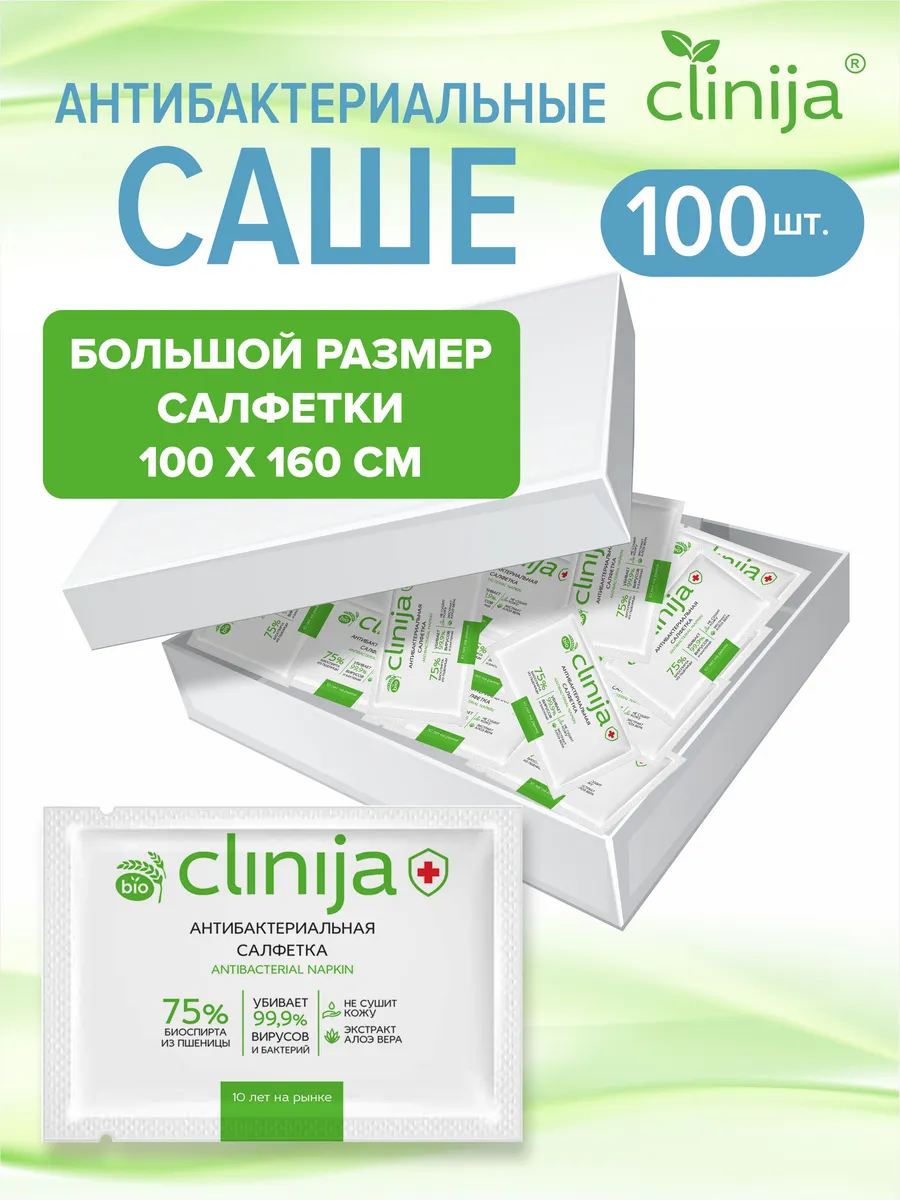 АНТИБАКТЕРИАЛЬНЫЕ
clinija®
САШЕ
100 шт.
БОЛЬШОЙ РАЗМЕР
САЛФЕТКИ
100 Х 160 СМ
bio
clinija
АНТИБАКТЕРИАЛЬНАЯ
САЛФЕТКА
ANTIBACTERIAL NAPKIN
75%
БИОСПИРТА
ИЗ ПШЕНИЦЫ
УБИВАЕТ
99,9%
ВИРУСОВ
И БАКТЕРИЙ
НЕ СУШИТ
КОЖУ
ЭКСТРАКТ
АЛОЭ ВЕРА
10 лет на рынке